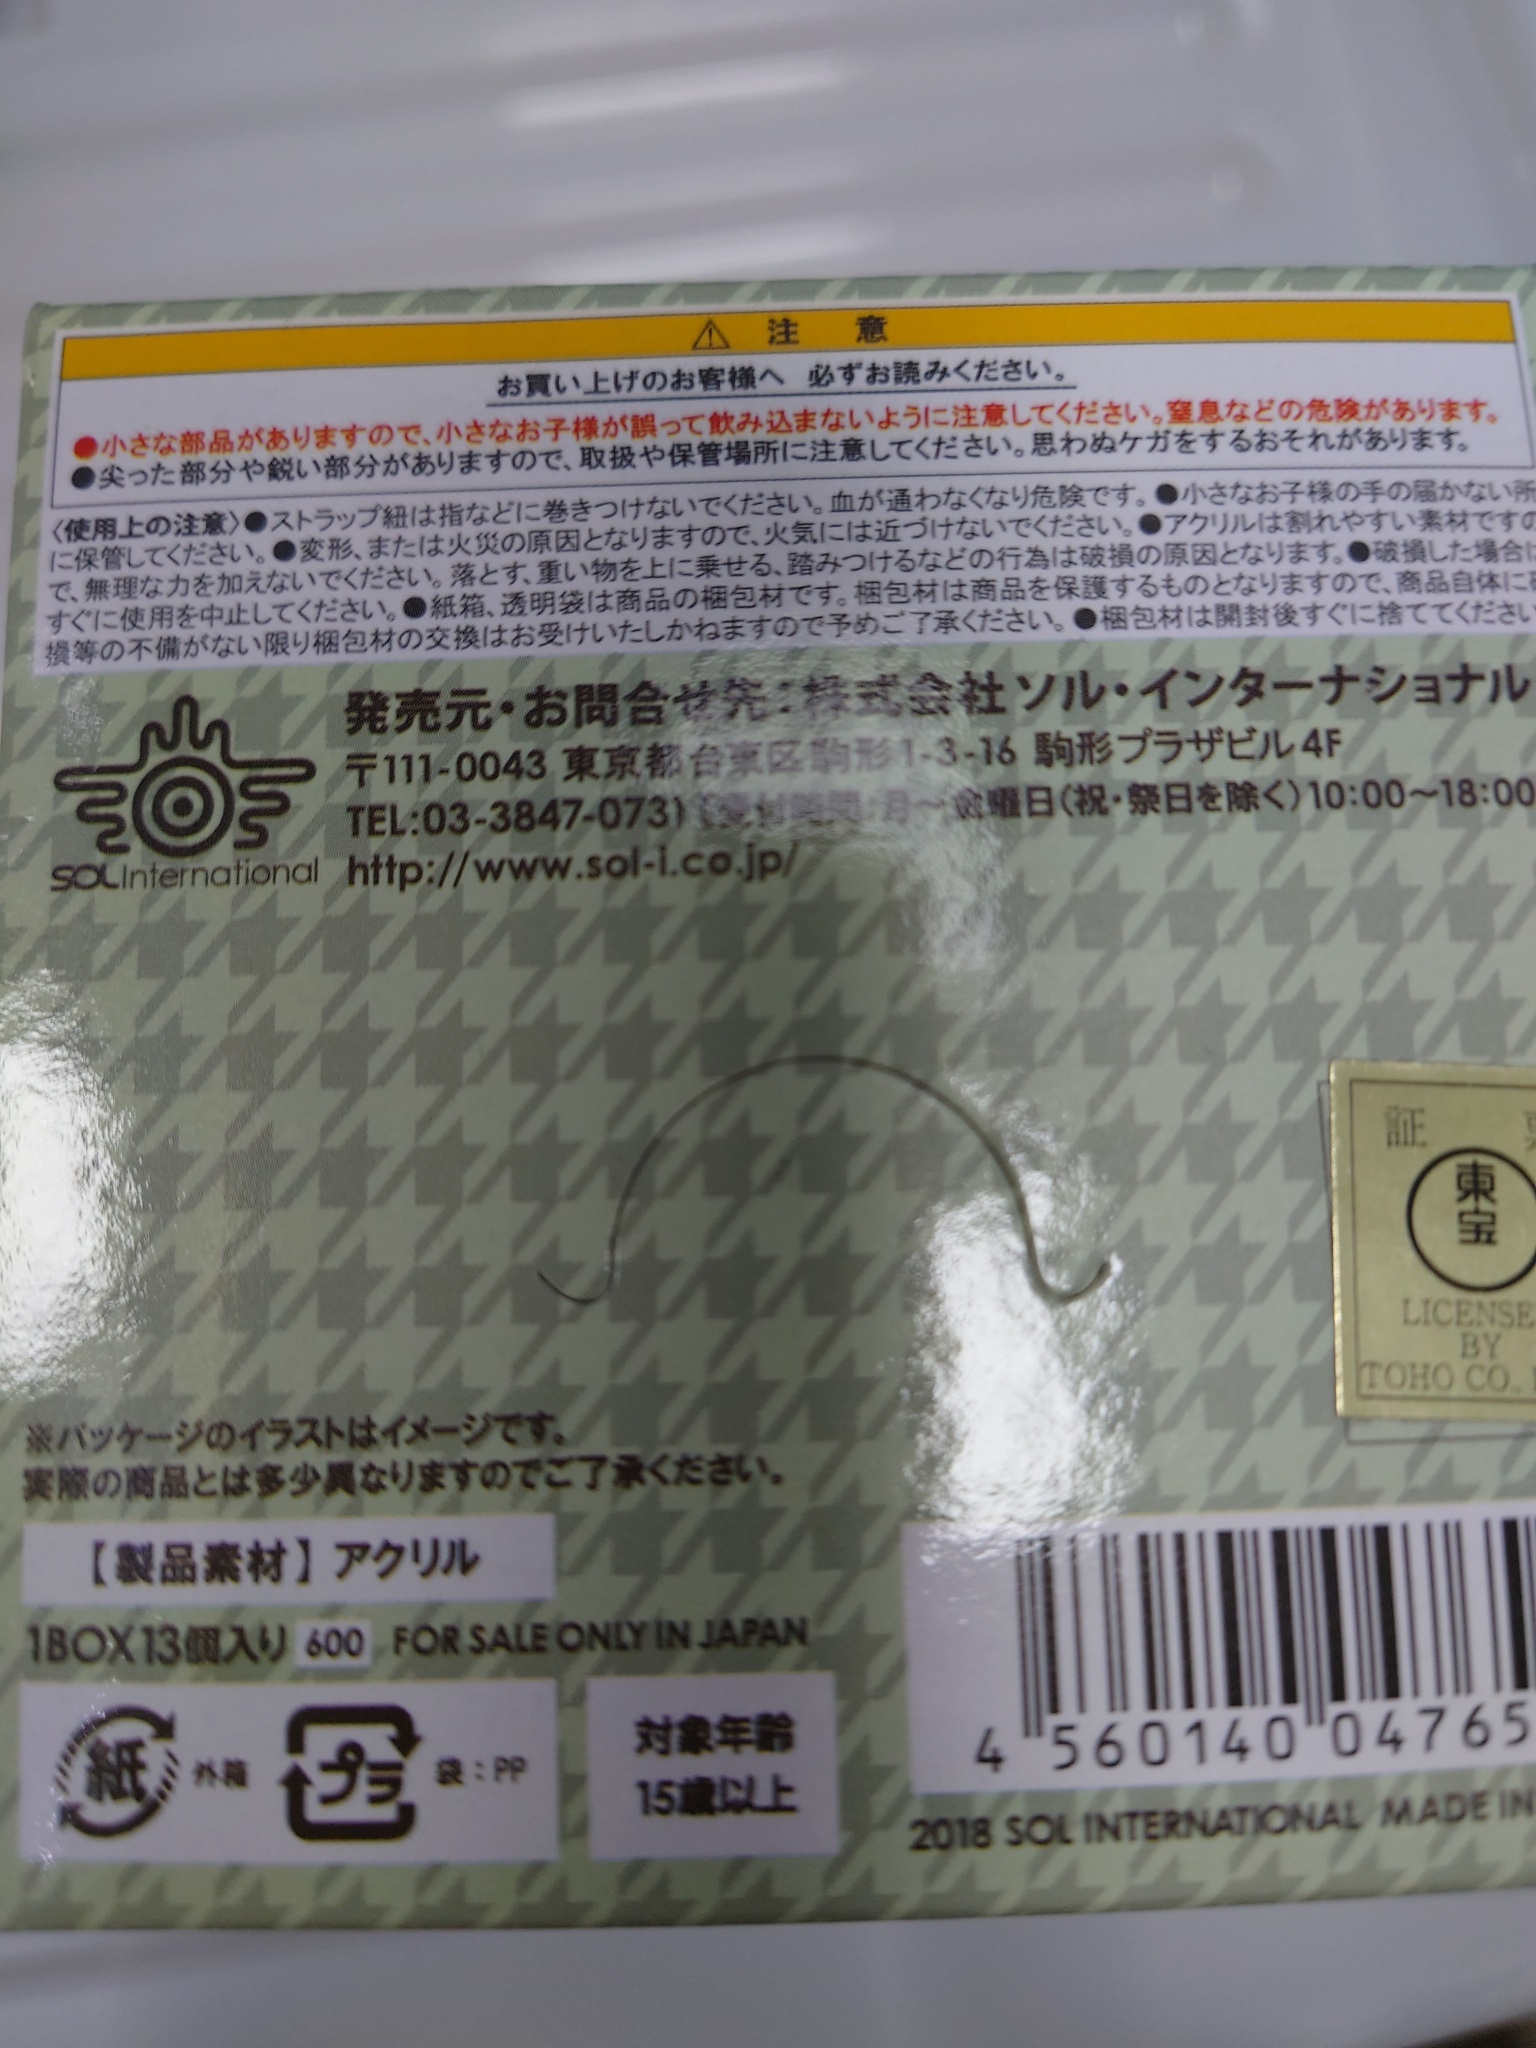 ⚠ 注 意
お買い上げのお客様へ 必ずお読みください。
●小さな部品がありますので、小さなお子様が誤って飲み込まないように注意してください。窒息などの危険があります。
●尖った部分や鋭い部分がありますので、取扱や保管場所に注意してください。思わぬケガをするおそれがあります。
〈使用上の注意〉●ストラップ紐は指などに巻きつけないでください。血が通わなくなり危険です。●小さなお子様の手の届かない所
に保管してください。●変形、または火災の原因となりますので、火気には近づけないでください。●アクリルは割れやすい素材ですの
で、無理な力を加えないでください。落とす、重い物を上に乗せる、踏みつけるなどの行為は破損の原因となります。●破損した場合は
すぐに使用を中止してください。●紙箱、透明袋は商品の梱包材です。梱包材は商品を保護するものとなりますので、商品自体に
損等の不備がない限り梱包材の交換はお受けいたしかねますので予めご了承ください。●梱包材は開封後すぐに捨ててください
発売元・お問合せ先：株式会社 ソル・インターナショナル
〒111-0043 東京都台東区駒形1-3-16 駒形プラザビル4F
TEL:03-3847-0731 (受付時間:月～金曜日(祝・祭日を除く)10:00～18:00
http://www.sol-i.co.jp/
SOL International
証
東宝
LICENSE
BY
TOHO CO.,
※パッケージのイラストはイメージです。
実際の商品とは多少異なりますのでご了承ください。
【製品素材】アクリル
1BOX13個入り 600 FOR SALE ONLY IN JAPAN
紙 外箱 プラ 袋：PP
対象年齢
15歳以上
4 560140 04765
2018 SOL INTERNATIONAL MADE IN